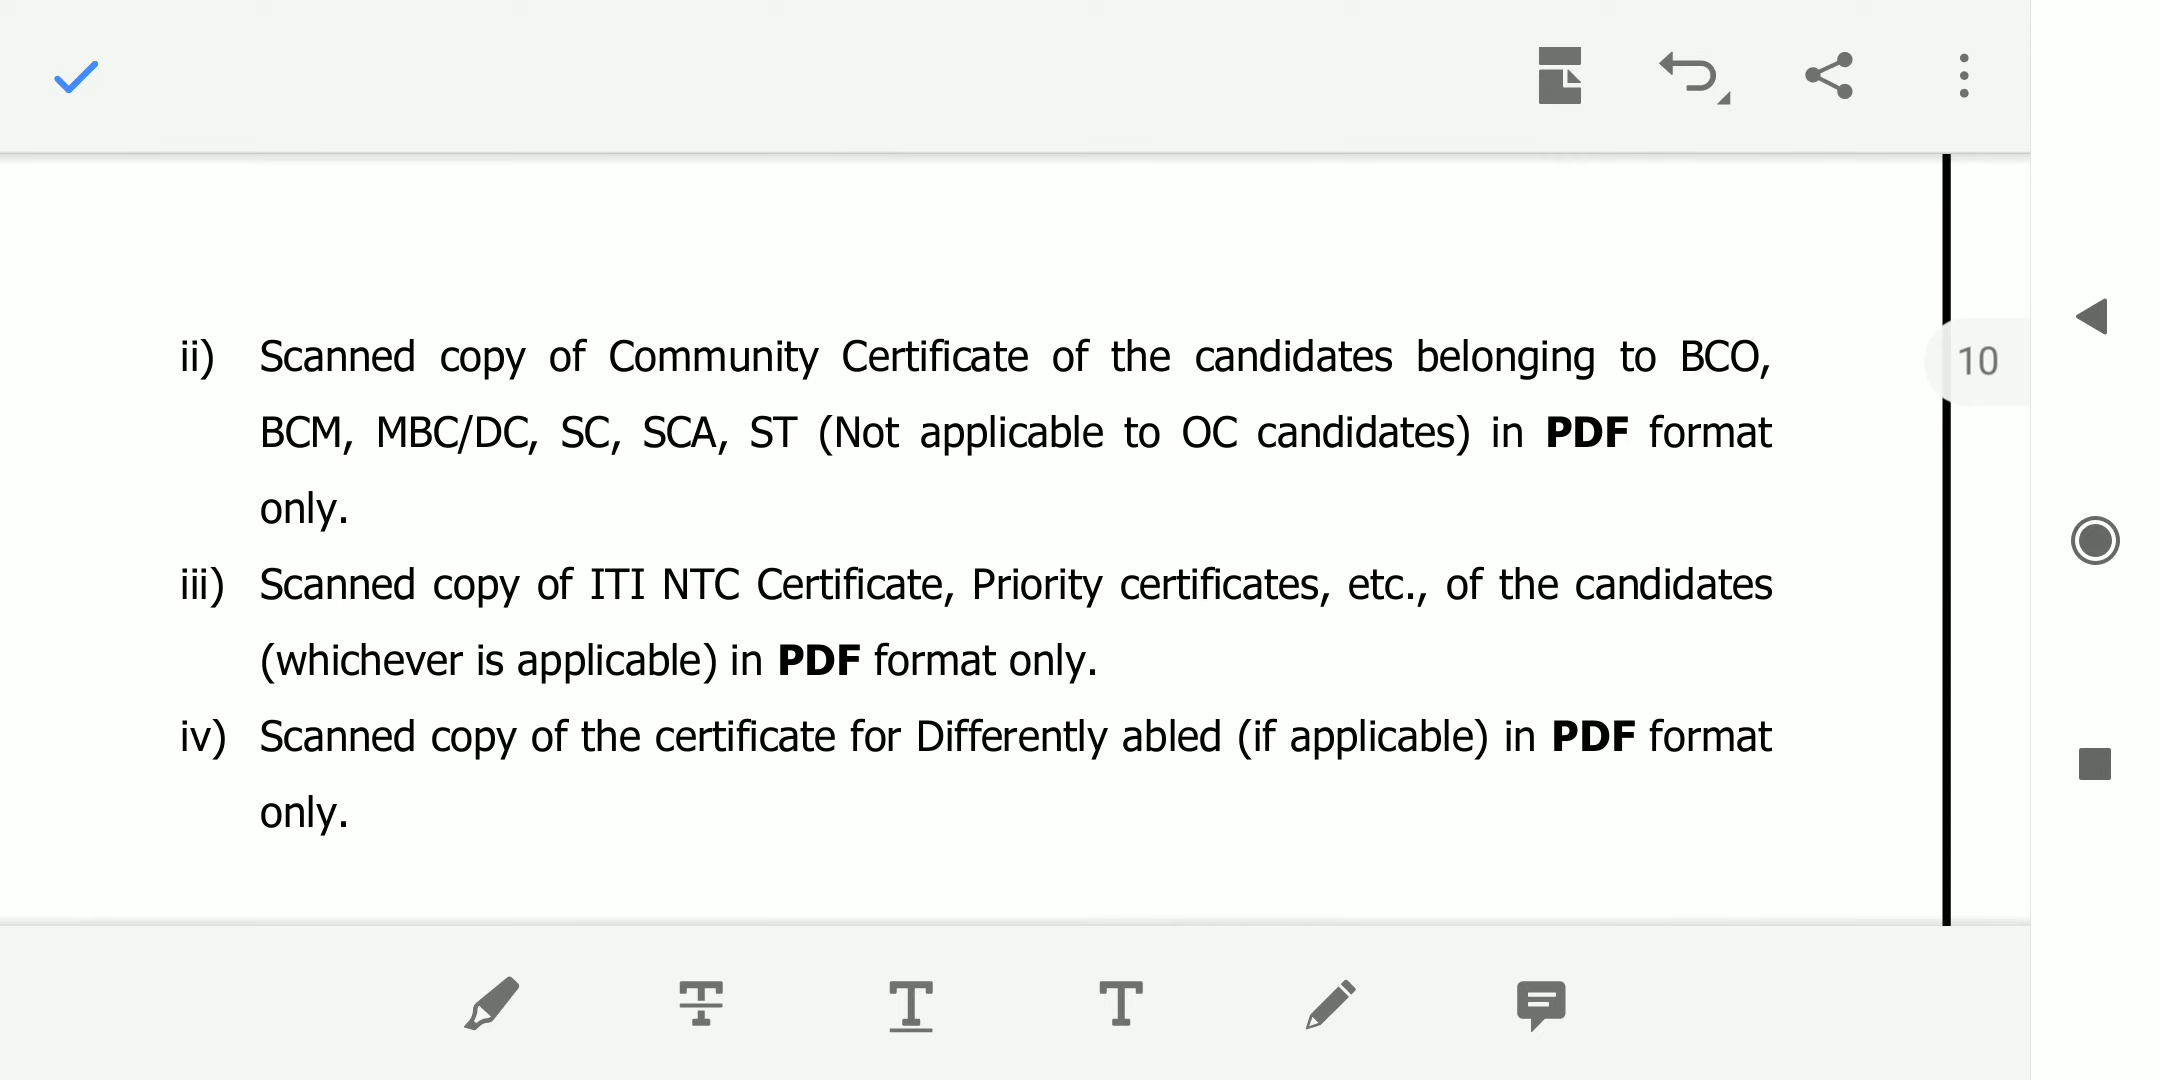 ii) Scanned copy of Community Certificate of the candidates belonging to BCO,
BCM, MBC/DC, SC, SCA, ST (Not applicable to OC candidates) in PDF format
only.
iii) Scanned copy of ITI NTC Certificate, Priority certificates, etc., of the candidates
(whichever is applicable) in PDF format only.
iv) Scanned copy of the certificate for Differently abled (if applicable) in PDF format
only.
10